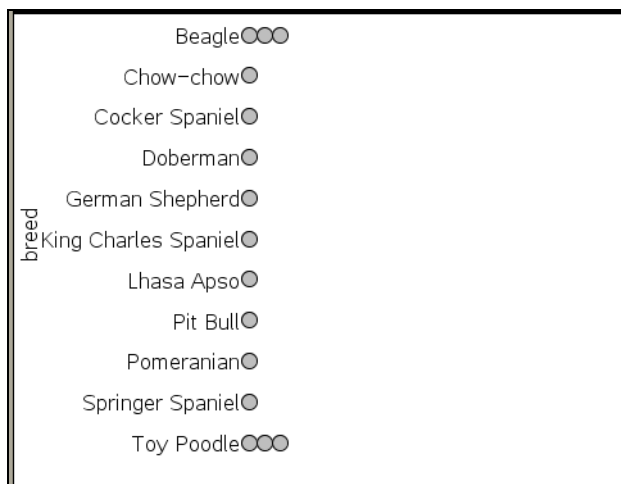 Beagle
Chow-chow
Cocker Spaniel
Doberman
German Shepherd
King Charles Spaniel
Lhasa Apso
Pit Bull
Pomeranian
Springer Spaniel
Toy Poodle
breed